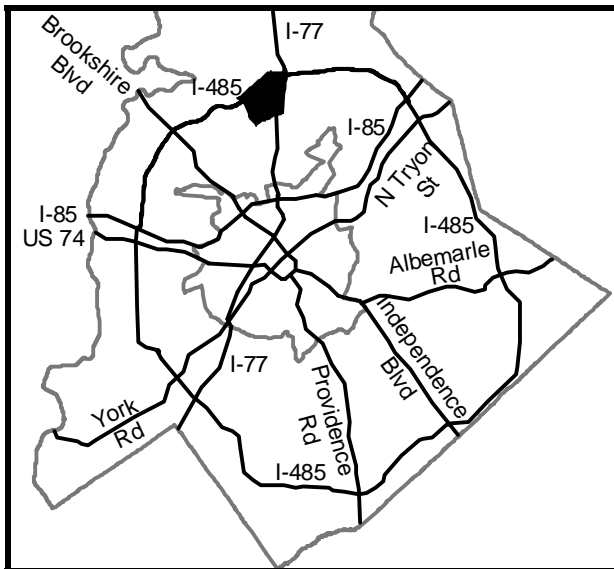 I-77
Brookshire
Blvd
I-485
I-85
N Tryon
St
I-85
US 74
I-485
Albemarle
Rd
Independence
Blvd
I-77
Providence
Rd
York
Rd
I-485